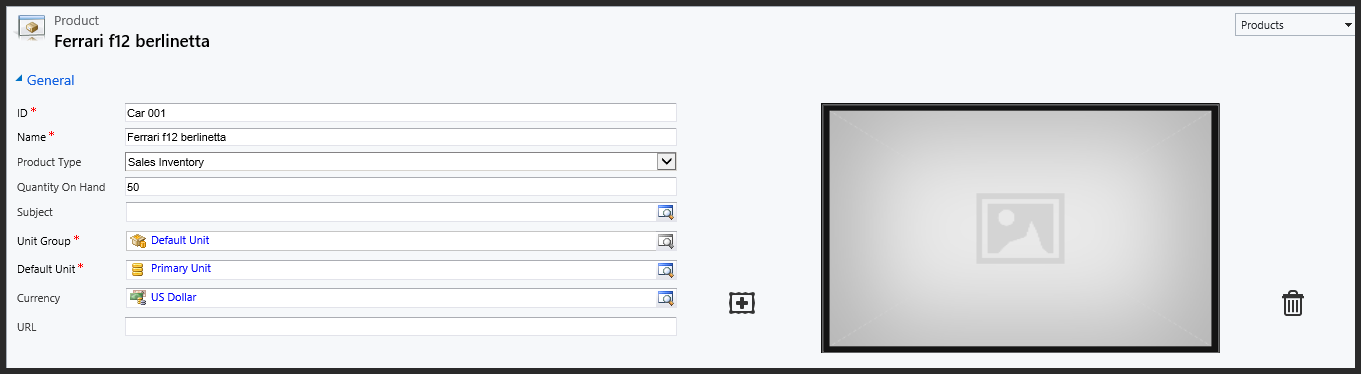 Product
Ferrari f12 berlinetta
Products
General
ID * Car 001
Name * Ferrari f12 berlinetta
Product Type Sales Inventory
Quantity On Hand 50
Subject
Unit Group * Default Unit
Default Unit * Primary Unit
Currency US Dollar
URL